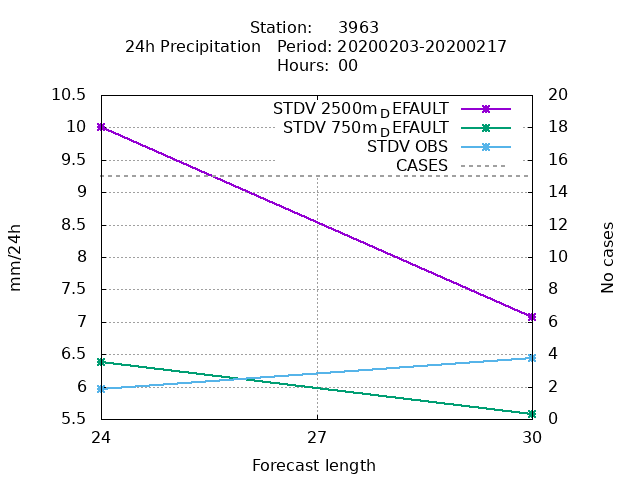 Station: 3963
24h Precipitation Period: 20200203-20200217
Hours: 00
10.5 20
STDV 2500m_DEFAULT
10 18
STDV 750m_DEFAULT
STDV OBS
9.5 16
CASES
9 14
8.5 12
8 10
7.5 8
7 6
6.5 4
6 2
5.5 0
mm/24h
No cases
24 27 30
Forecast length